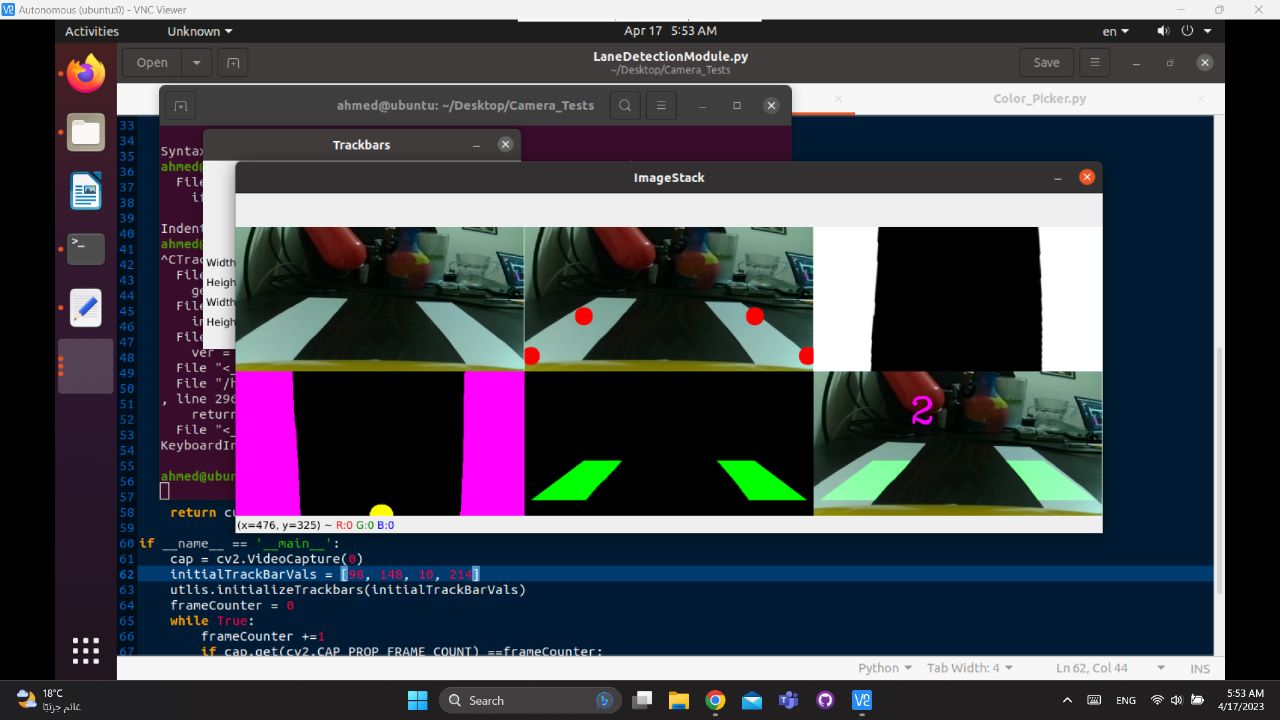 Autonomous (ubuntu:0) - VNC Viewer
Activities
Unknown
Apr 17 5:53 AM
en
Open
LaneDetectionModule.py
~/Desktop/Camera_Tests
Save
Color_Picker.py
ahmed@ubuntu: ~/Desktop/Camera_Tests
Trackbars
ImageStack
33
34
35
36
37
38
39
40
41
42
43
44
45
46
47
48
49
50
51
52
53
54
55
56
57
Synta
ahmed@
File
i
Indent
ahmed@
^CTrac
File
ge
File
i
File
ver =
File "<_
File "/h
, line 296
return
File "<_
KeyboardIn
ahmed@ubun
Width
Heigh
Width
Heigh
2
(x=476, y=325) ~ R:0 G:0 B:0
58 return cu
59
60 if __name__ == '__main__':
61 cap = cv2.VideoCapture(0)
62 initialTrackBarVals = [98, 148, 10, 214]
63 utlis.initializeTrackbars(initialTrackBarVals)
64 frameCounter = 0
65 while True:
66 frameCounter +=1
67 if cap.get(cv2.CAP_PROP_FRAME_COUNT) ==frameCounter:
Python
Tab Width: 4
Ln 62, Col 44
INS
18°C
غائم جزئيًا
Search
ENG
5:53 AM
4/17/2023